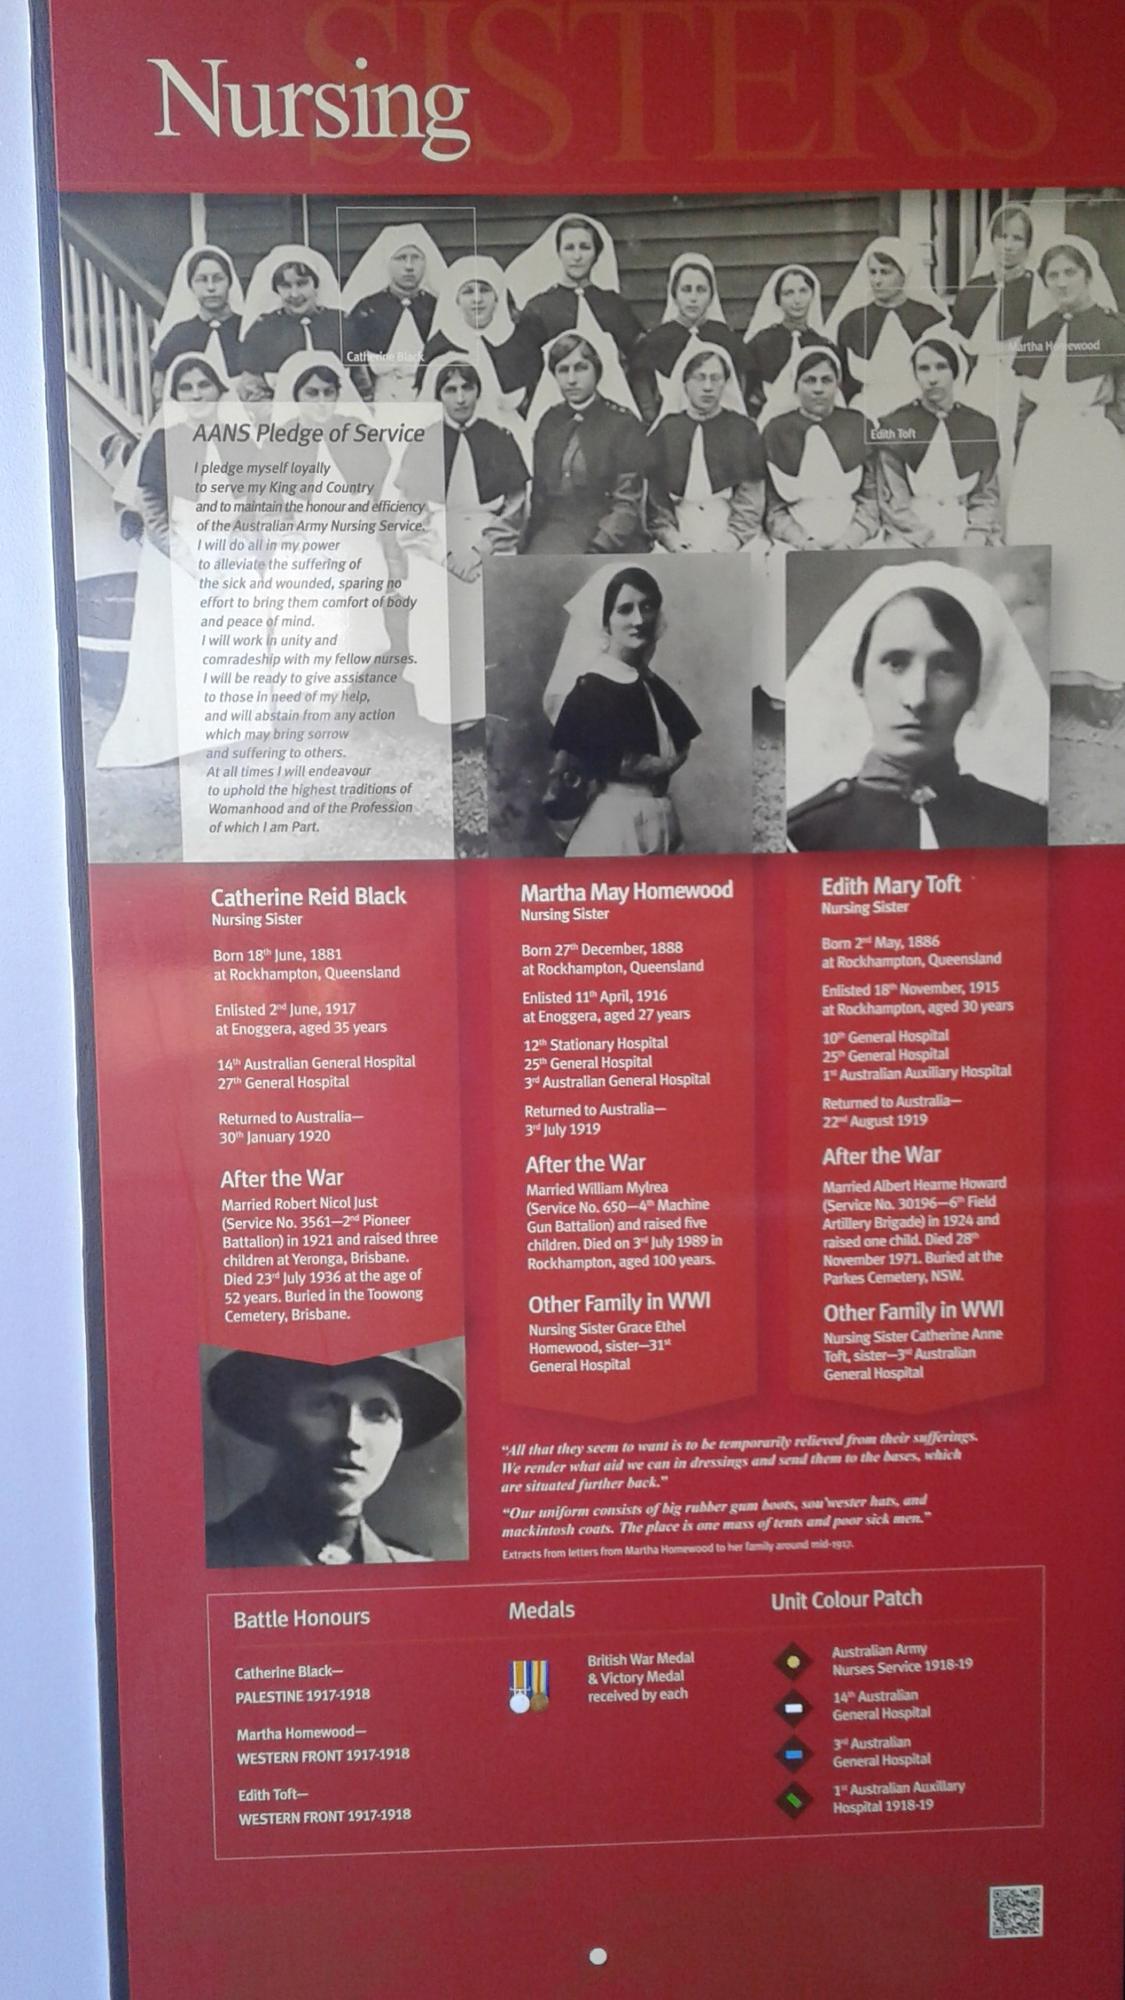 SISTERS
Nursing
Catherine Black
Martha Homewood
Edith Toft
AANS Pledge of Service
I pledge myself loyally
to serve my King and Country
and to maintain the honour and efficiency
of the Australian Army Nursing Service.
I will do all in my power
to alleviate the suffering of
the sick and wounded, sparing no
effort to bring them comfort of body
and peace of mind.
I will work in unity and
comradeship with my fellow nurses.
I will be ready to give assistance
to those in need of my help,
and will abstain from any action
which may bring sorrow
and suffering to others.
At all times I will endeavour
to uphold the highest traditions of
Womanhood and of the Profession
of which I am Part.
Catherine Reid Black
Nursing Sister
Born 18th June, 1881
at Rockhampton, Queensland
Enlisted 2nd June, 1917
at Enoggera, aged 35 years
14th Australian General Hospital
27th General Hospital
Returned to Australia—
30th January 1920
After the War
Married Robert Nicol Just
(Service No. 3561—2nd Pioneer
Battalion) in 1921 and raised three
children at Yeronga, Brisbane.
Died 23rd July 1936 at the age of
52 years. Buried in the Toowong
Cemetery, Brisbane.
Martha May Homewood
Nursing Sister
Born 27th December, 1888
at Rockhampton, Queensland
Enlisted 11th April, 1916
at Enoggera, aged 27 years
12th Stationary Hospital
25th General Hospital
3rd Australian General Hospital
Returned to Australia—
3rd July 1919
After the War
Married William Mylrea
(Service No. 650—4th Machine
Gun Battalion) and raised five
children. Died on 3rd July 1989 in
Rockhampton, aged 100 years.
Other Family in WWI
Nursing Sister Grace Ethel
Homewood, sister—31st
General Hospital
Edith Mary Toft
Nursing Sister
Born 2nd May, 1886
at Rockhampton, Queensland
Enlisted 18th November, 1915
at Rockhampton, aged 30 years
10th General Hospital
25th General Hospital
1st Australian Auxiliary Hospital
Returned to Australia—
22nd August 1919
After the War
Married Albert Hearne Howard
(Service No. 30196—6th Field
Artillery Brigade) in 1924 and
raised one child. Died 28th
November 1971. Buried at the
Parkes Cemetery, NSW.
Other Family in WWI
Nursing Sister Catherine Anne
Toft, sister—3rd Australian
General Hospital
"All that they seem to want is to be temporarily relieved from their sufferings.
We render what aid we can in dressings and send them to the bases, which
are situated further back."
"Our uniform consists of big rubber gum boots, sou'wester hats, and
mackintosh coats. The place is one mass of tents and poor sick men."
Extracts from letters from Martha Homewood to her family around mid-1917.
Battle Honours
Catherine Black—
PALESTINE 1917-1918
Martha Homewood—
WESTERN FRONT 1917-1918
Edith Toft—
WESTERN FRONT 1917-1918
Medals
British War Medal
& Victory Medal
received by each
Unit Colour Patch
Australian Army
Nurses Service 1918-19
14th Australian
General Hospital
3rd Australian
General Hospital
1st Australian Auxillary
Hospital 1918-19